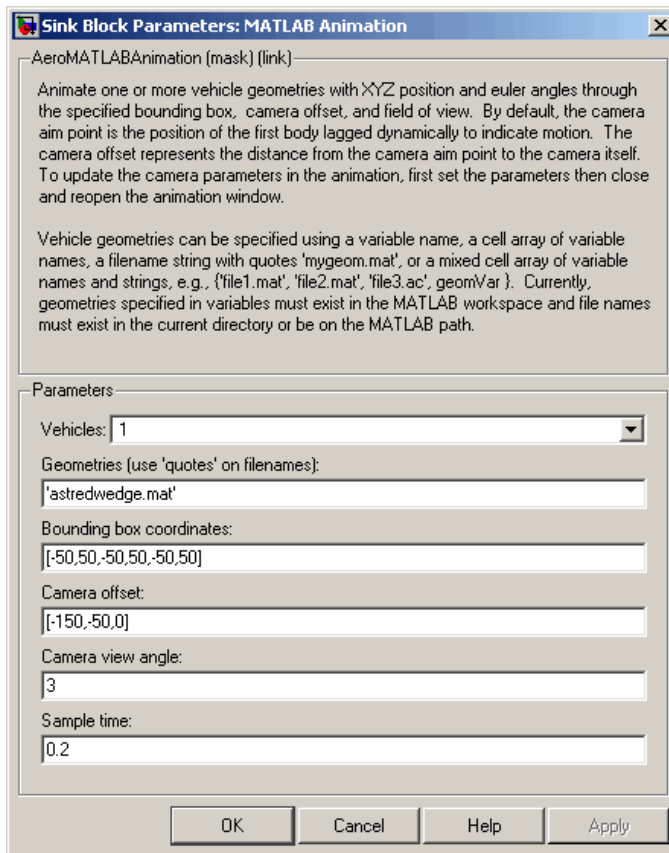 Sink Block Parameters: MATLAB Animation
AeroMATLABAnimation (mask) (link)
Animate one or more vehicle geometries with XYZ position and euler angles through
the specified bounding box,  camera offset, and field of view.  By default, the camera
aim point is the position of the first body lagged dynamically to indicate motion.  The
camera offset represents the distance from the camera aim point to the camera itself.
To update the camera parameters in the animation, first set the parameters then close
and reopen the animation window.
Vehicle geometries can be specified using a variable name, a cell array of variable
names, a filename string with quotes 'mygeom.mat', or a mixed cell array of variable
names and strings, e.g., {'file1.mat', 'file2.mat', 'file3.ac', geomVar }.  Currently,
geometries specified in variables must exist in the MATLAB workspace and file names
must exist in the current directory or be on the MATLAB path.
Parameters
Vehicles: 1
Geometries (use 'quotes' on filenames):
'astredwedge.mat'
Bounding box coordinates:
[-50,50,-50,50,-50,50]
Camera offset:
[-150,-50,0]
Camera view angle:
3
Sample time:
0.2
OK Cancel Help Apply